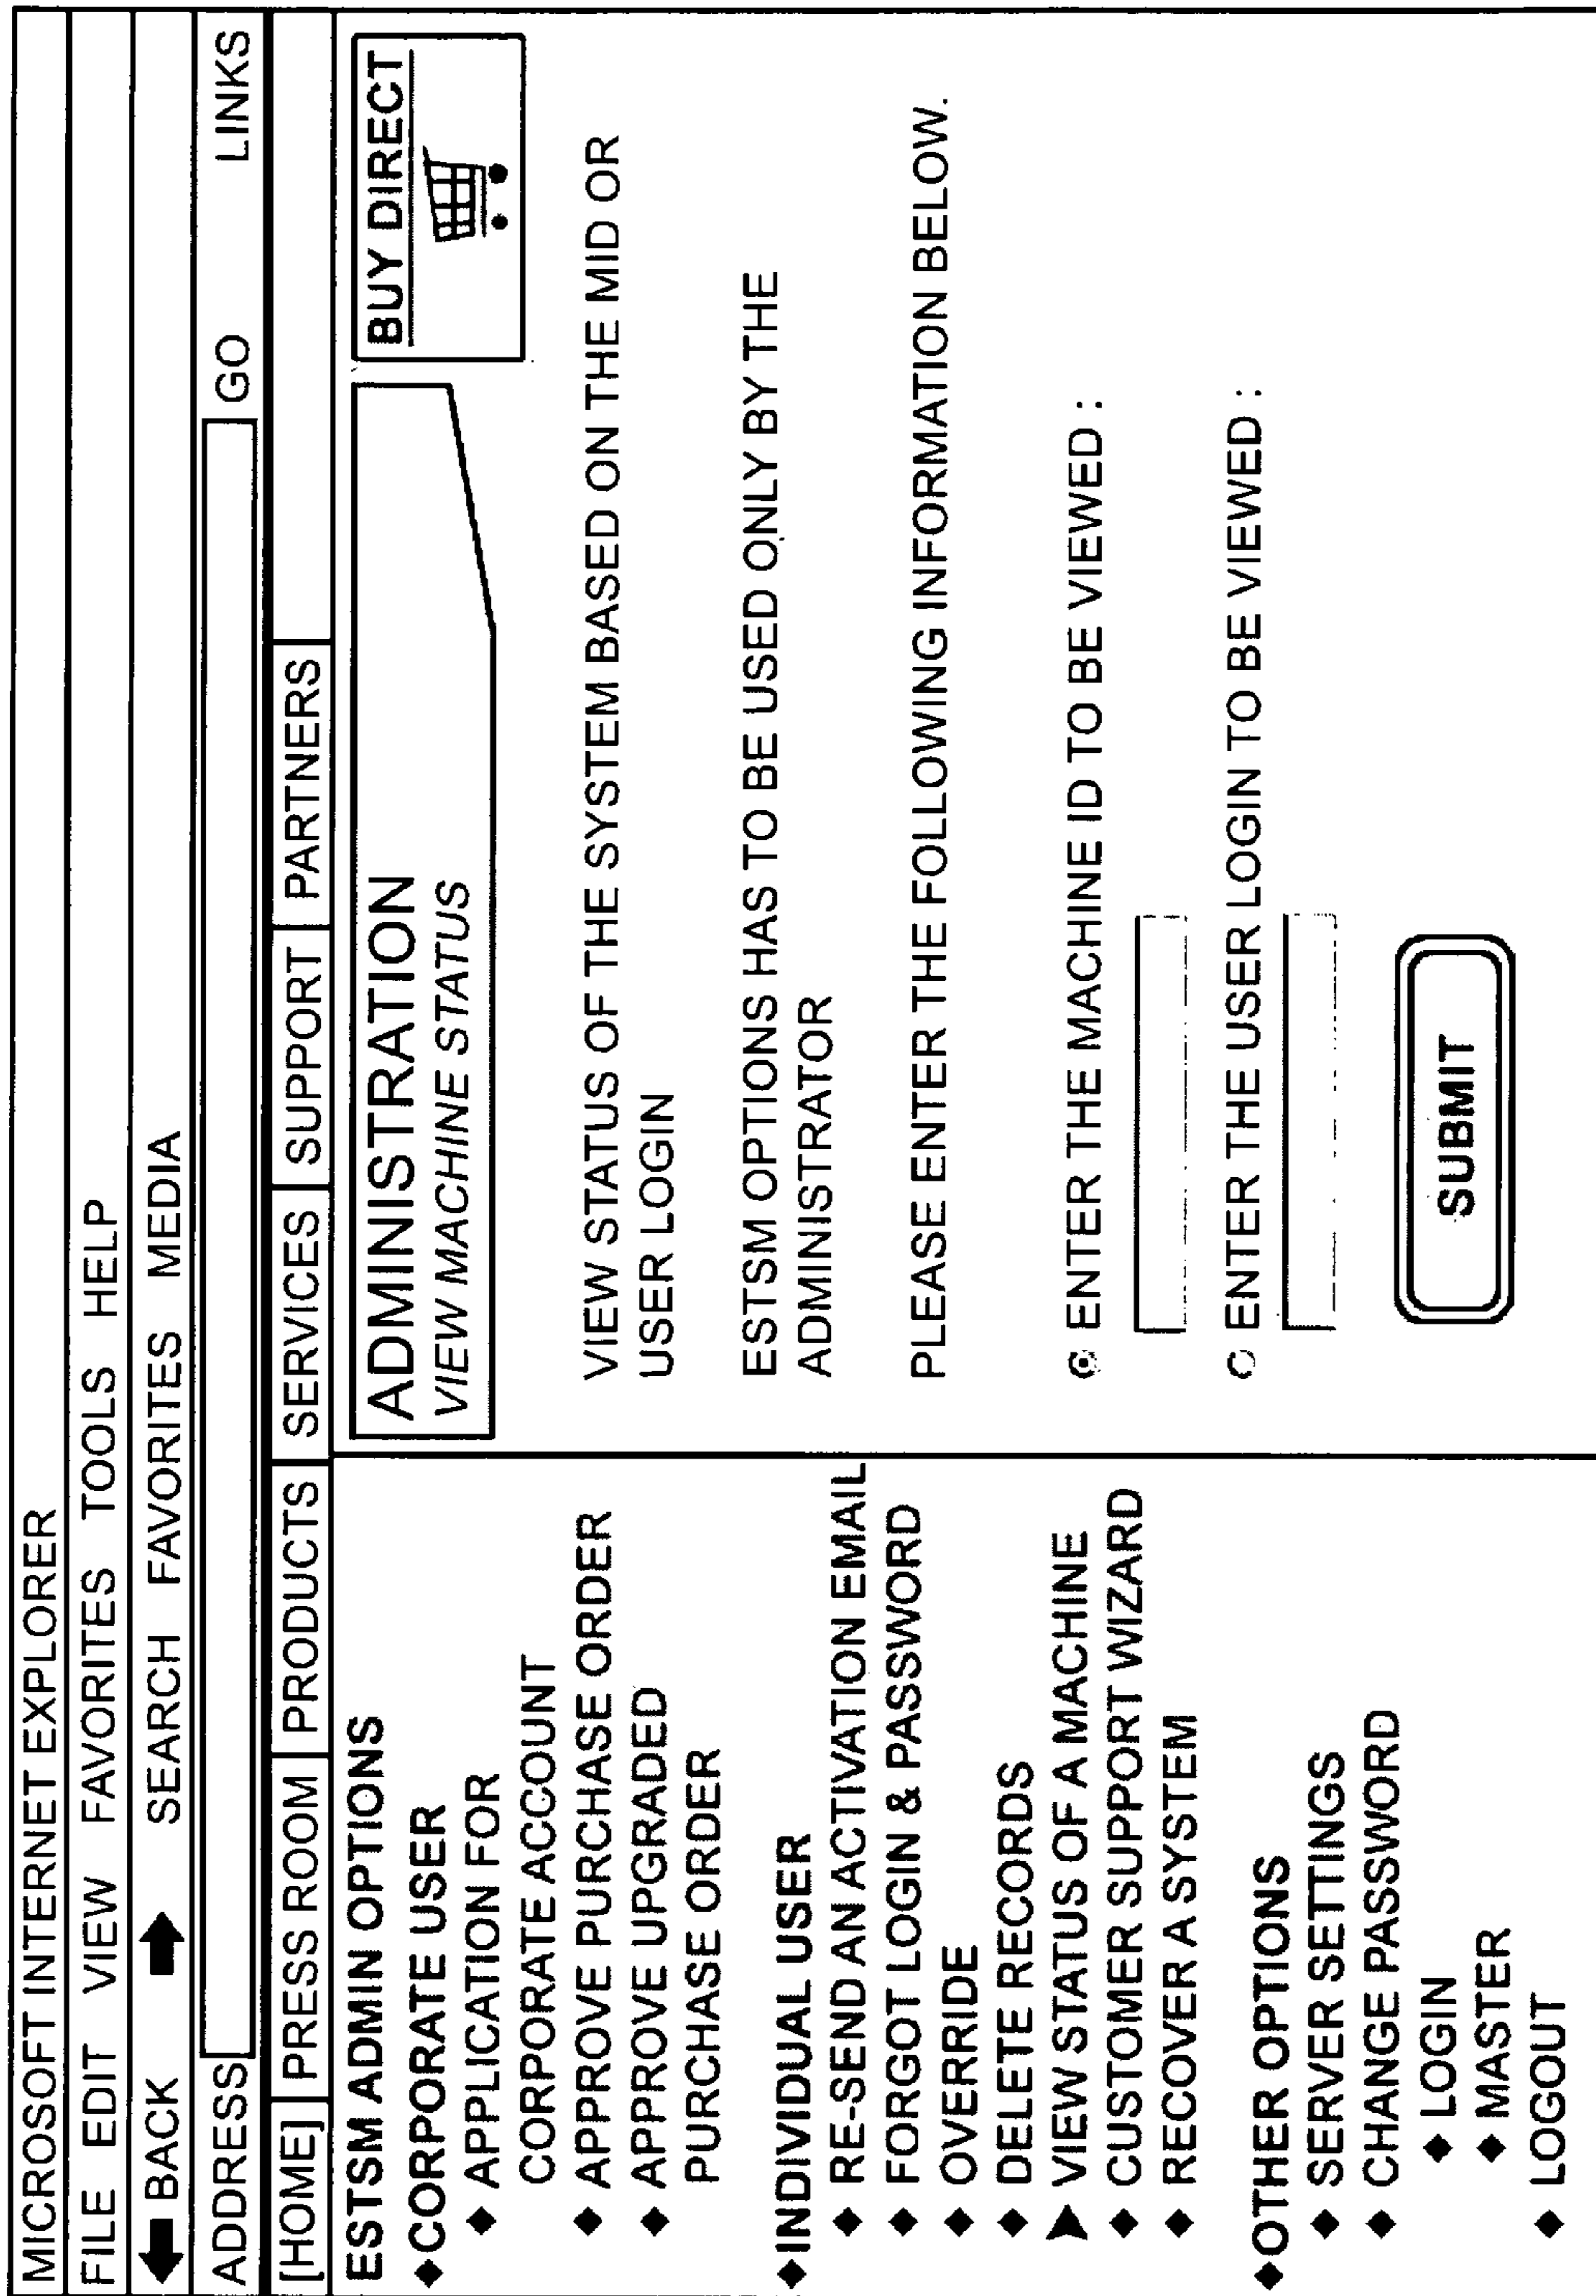 MICROSOFT INTERNET EXPLORER
FILE EDIT VIEW FAVORITES TOOLS HELP
BACK SEARCH FAVORITES MEDIA
ADDRESS GO LINKS
[HOME] PRESS ROOM PRODUCTS SERVICES SUPPORT PARTNERS
ESTSM ADMIN OPTIONS
CORPORATE USER
APPLICATION FOR
CORPORATE ACCOUNT
APPROVE PURCHASE ORDER
APPROVE UPGRADED
PURCHASE ORDER
INDIVIDUAL USER
RE-SEND AN ACTIVATION EMAIL
FORGOT LOGIN & PASSWORD
OVERRIDE
DELETE RECORDS
VIEW STATUS OF A MACHINE
CUSTOMER SUPPORT WIZARD
RECOVER A SYSTEM
OTHER OPTIONS
SERVER SETTINGS
CHANGE PASSWORD
LOGIN
MASTER
LOGOUT
ADMINISTRATION
VIEW MACHINE STATUS
BUY DIRECT
VIEW STATUS OF THE SYSTEM BASED ON THE MID OR
USER LOGIN
ESTSM OPTIONS HAS TO BE USED ONLY BY THE
ADMINISTRATOR
PLEASE ENTER THE FOLLOWING INFORMATION BELOW.
ENTER THE MACHINE ID TO BE VIEWED :
ENTER THE USER LOGIN TO BE VIEWED :
SUBMIT